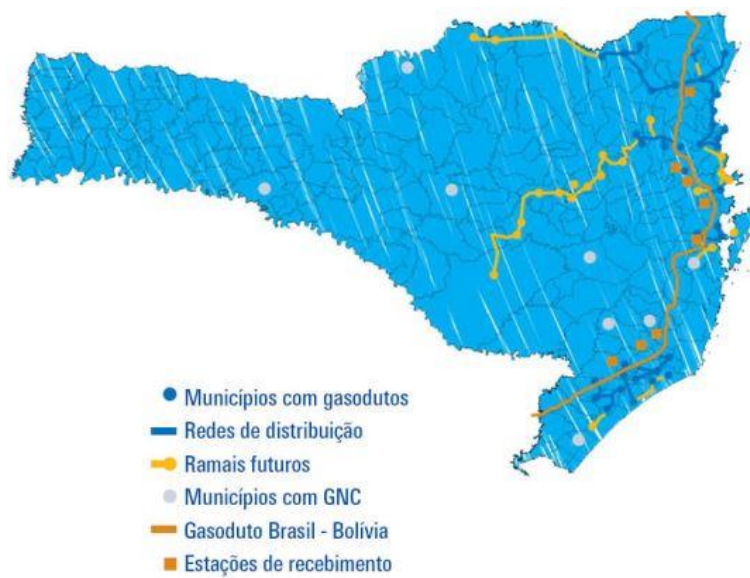 Municípios com gasodutos
Redes de distribuição
Ramais futuros
Municípios com GNC
Gasoduto Brasil - Bolívia
Estações de recebimento